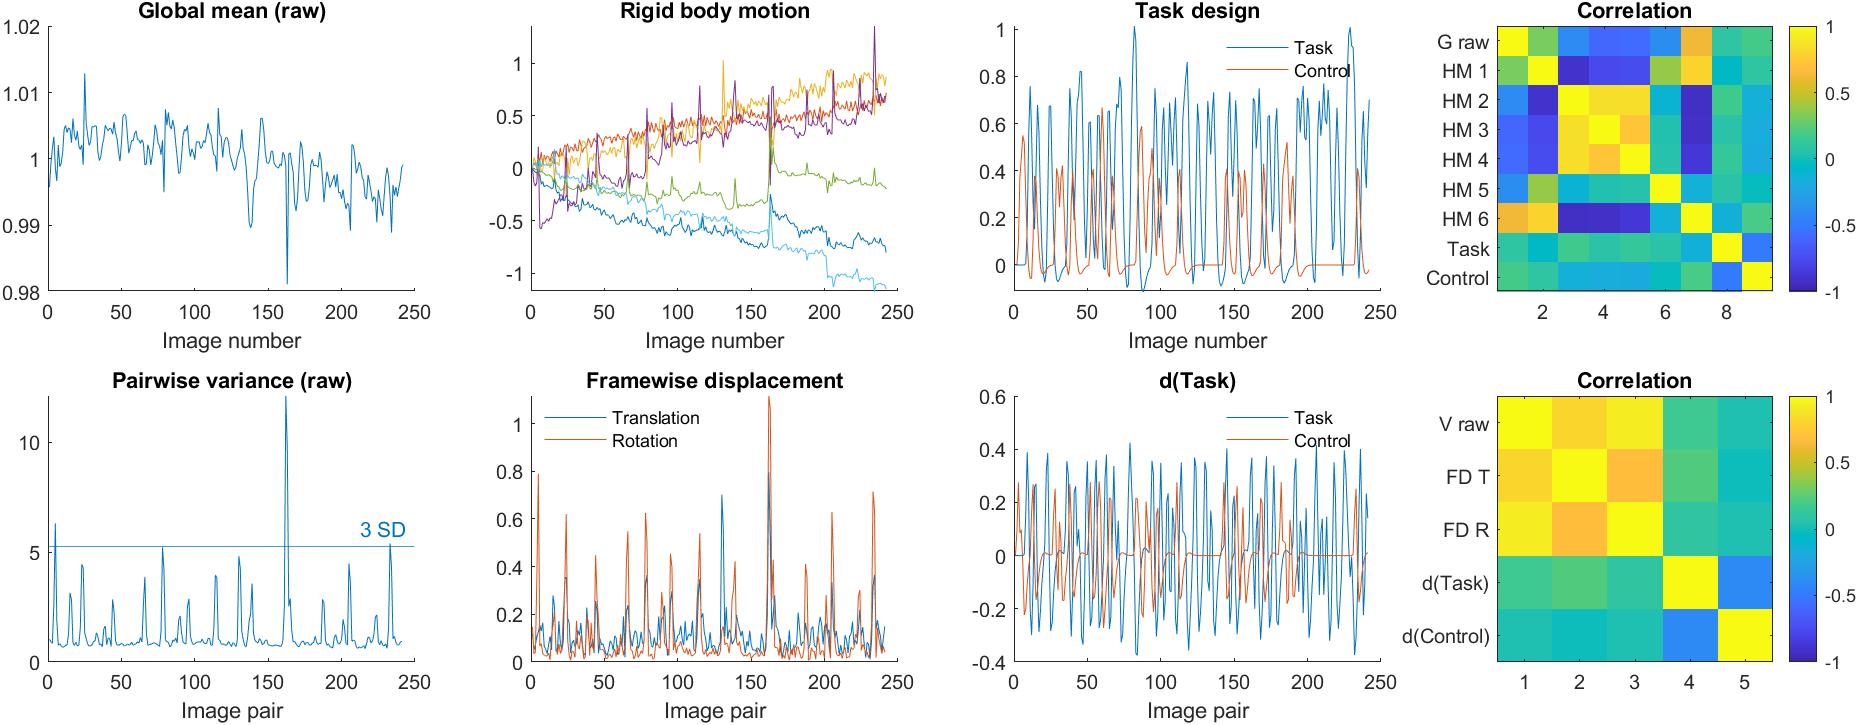 Global mean (raw)
1.02
1.01
1
0.99
0.98
0 50 100 150 200 250
Image number
Rigid body motion
1
0.5
0
-0.5
-1
0 50 100 150 200 250
Image number
Task design
1
0.8
0.6
0.4
0.2
0
Task
Control
0 50 100 150 200 250
Image number
Correlation
G raw
HM 1
HM 2
HM 3
HM 4
HM 5
HM 6
Task
Control
2 4 6 8
1
0.5
0
-0.5
-1
Pairwise variance (raw)
10
5
0
3 SD
0 50 100 150 200 250
Image pair
Framewise displacement
1
0.8
0.6
0.4
0.2
0
Translation
Rotation
0 50 100 150 200 250
Image pair
d(Task)
0.6
0.4
0.2
0
-0.2
-0.4
Task
Control
0 50 100 150 200 250
Image pair
Correlation
V raw
FD T
FD R
d(Task)
d(Control)
1 2 3 4 5
1
0.5
0
-0.5
-1